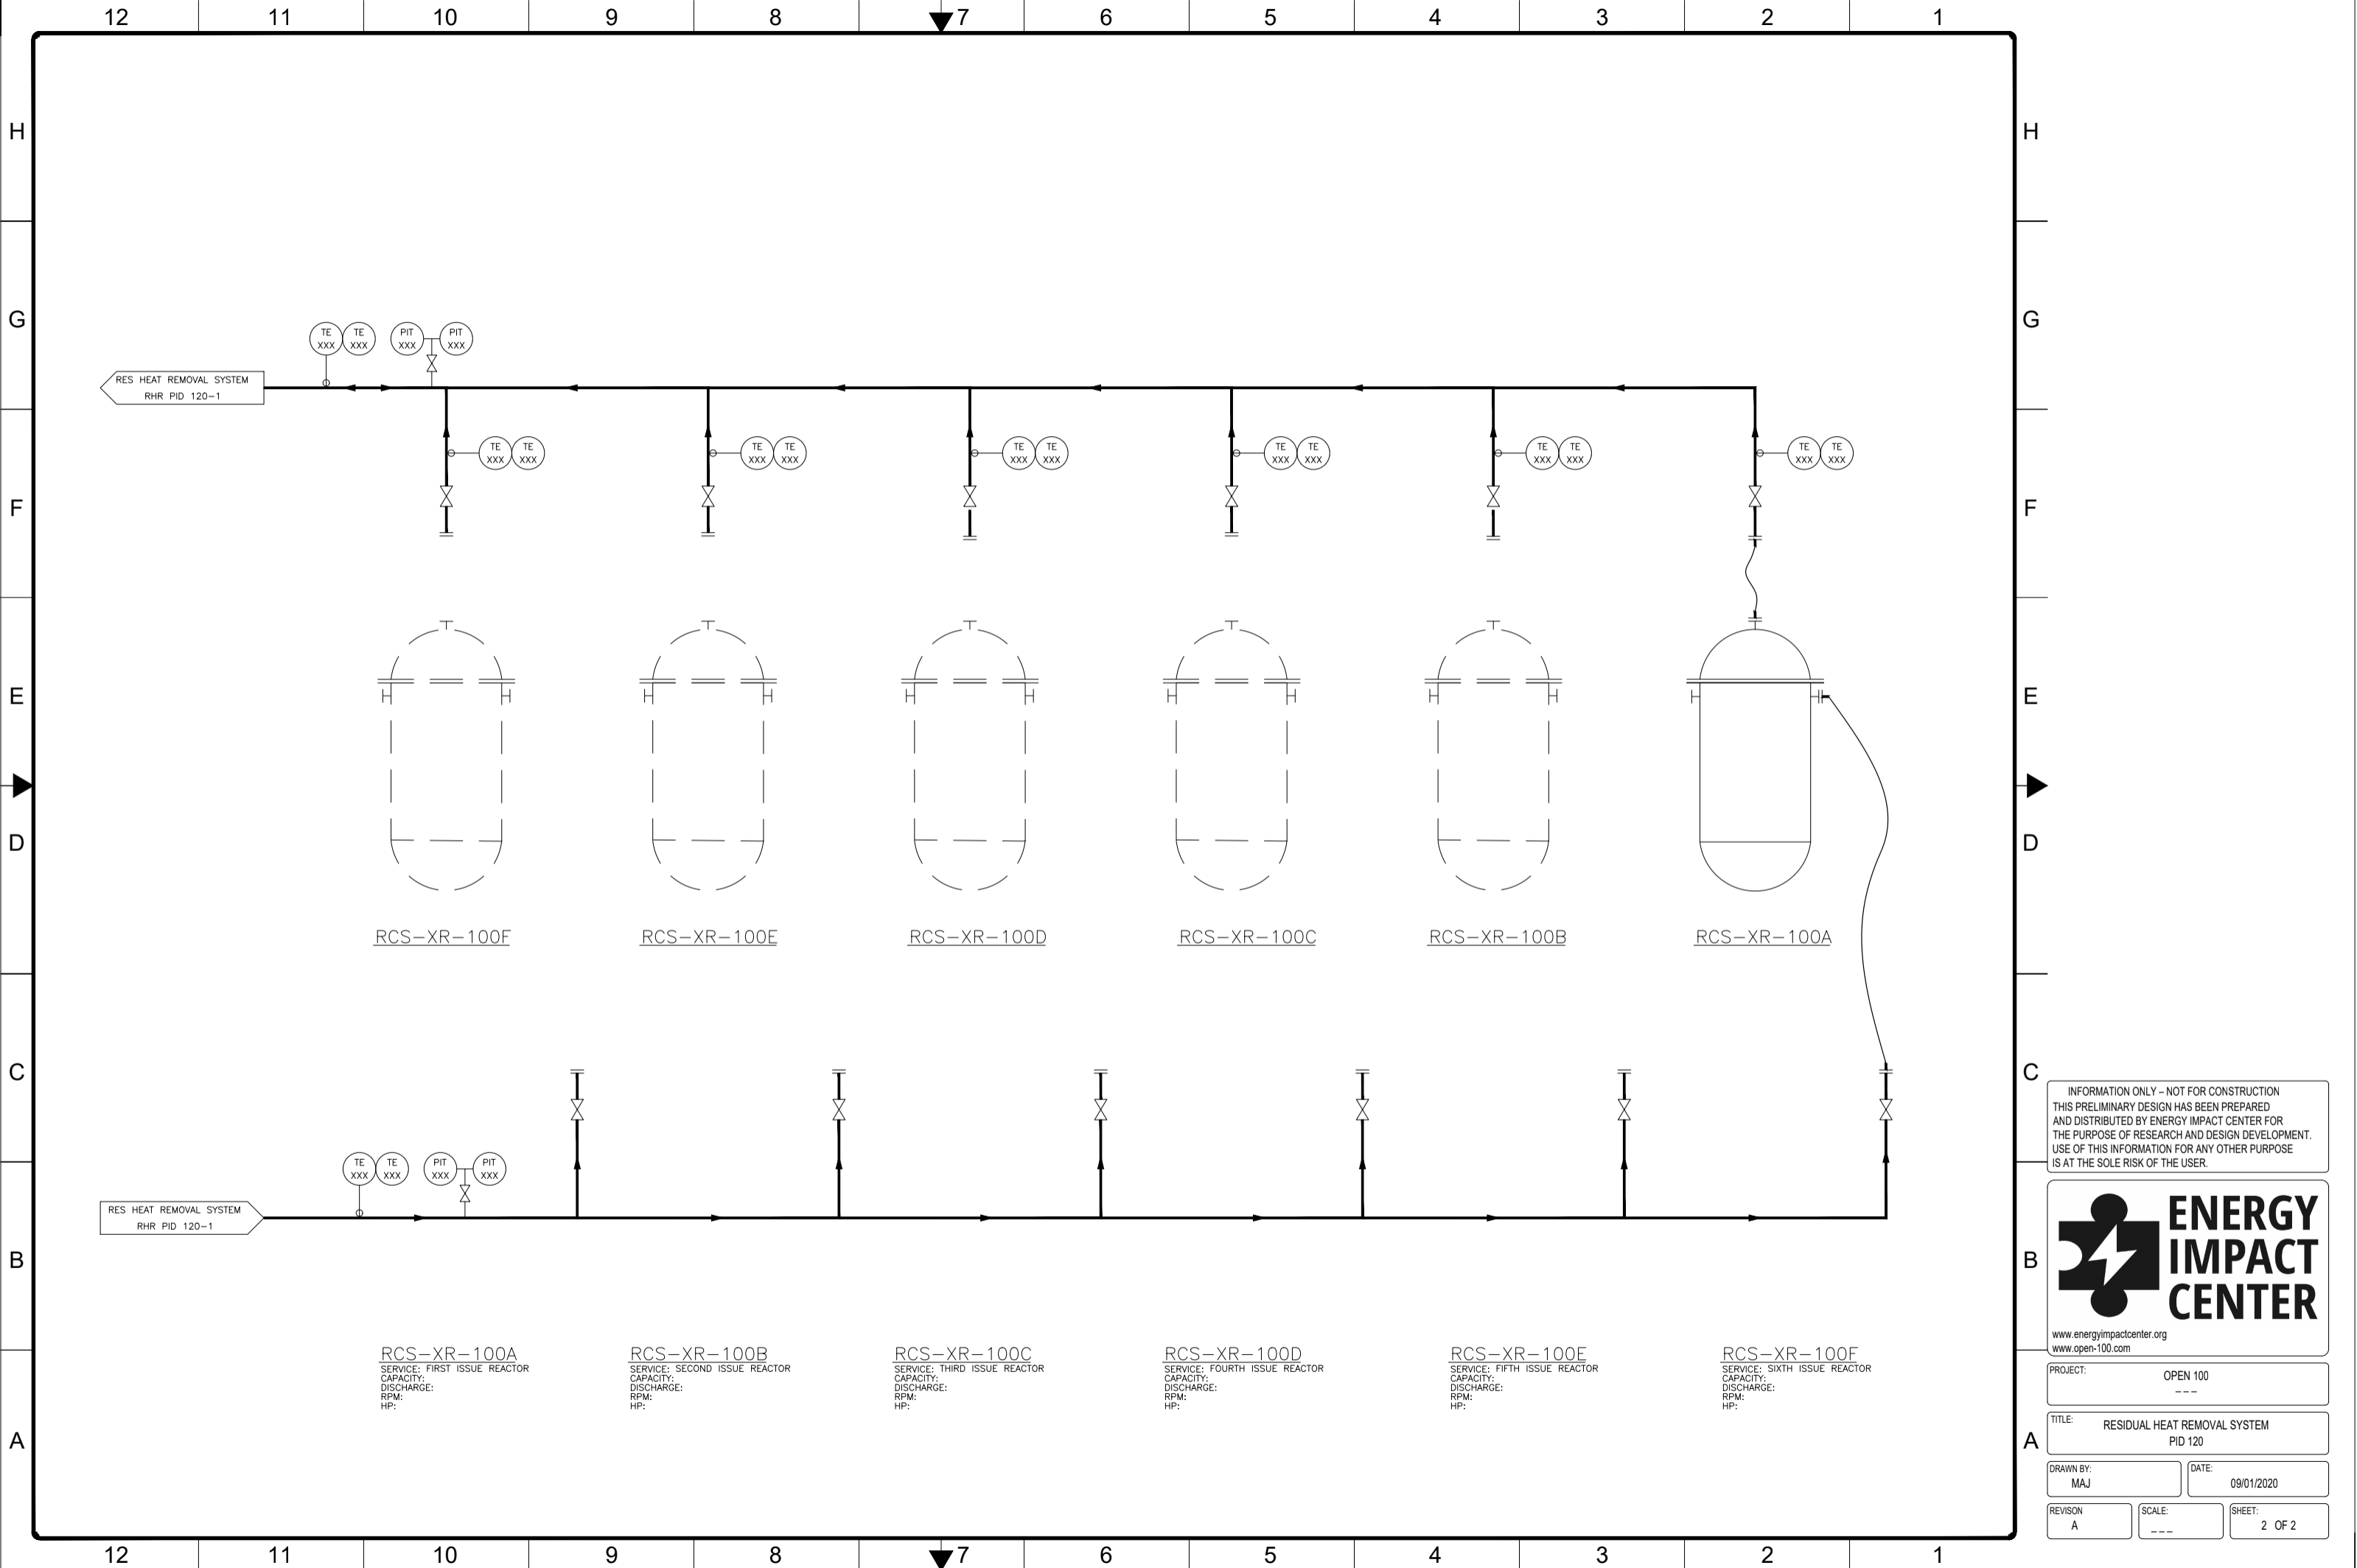 12 11 10 9 8 7 6 5 4 3 2 1
H H
G G
TE XXX TE XXX PIT XXX PIT XXX
RES HEAT REMOVAL SYSTEM
RHR PID 120-1
TE XXX TE XXX TE XXX TE XXX TE XXX TE XXX TE XXX TE XXX TE XXX TE XXX TE XXX TE XXX
F F
E E
D D
RCS-XR-100F RCS-XR-100E RCS-XR-100D RCS-XR-100C RCS-XR-100B RCS-XR-100A
C C
TE XXX TE XXX PIT XXX PIT XXX
RES HEAT REMOVAL SYSTEM
RHR PID 120-1
B B
RCS-XR-100A
SERVICE: FIRST ISSUE REACTOR
CAPACITY:
DISCHARGE:
RPM:
HP:
RCS-XR-100B
SERVICE: SECOND ISSUE REACTOR
CAPACITY:
DISCHARGE:
RPM:
HP:
RCS-XR-100C
SERVICE: THIRD ISSUE REACTOR
CAPACITY:
DISCHARGE:
RPM:
HP:
RCS-XR-100D
SERVICE: FOURTH ISSUE REACTOR
CAPACITY:
DISCHARGE:
RPM:
HP:
RCS-XR-100E
SERVICE: FIFTH ISSUE REACTOR
CAPACITY:
DISCHARGE:
RPM:
HP:
RCS-XR-100F
SERVICE: SIXTH ISSUE REACTOR
CAPACITY:
DISCHARGE:
RPM:
HP:
A A
12 11 10 9 8 7 6 5 4 3 2 1
INFORMATION ONLY – NOT FOR CONSTRUCTION
THIS PRELIMINARY DESIGN HAS BEEN PREPARED
AND DISTRIBUTED BY ENERGY IMPACT CENTER FOR
THE PURPOSE OF RESEARCH AND DESIGN DEVELOPMENT.
USE OF THIS INFORMATION FOR ANY OTHER PURPOSE
IS AT THE SOLE RISK OF THE USER.
ENERGY
IMPACT
CENTER
www.energyimpactcenter.org
www.open-100.com
PROJECT: OPEN 100
---
TITLE: RESIDUAL HEAT REMOVAL SYSTEM
PID 120
DRAWN BY: MAJ
DATE: 09/01/2020
REVISON A
SCALE: ---
SHEET: 2 OF 2